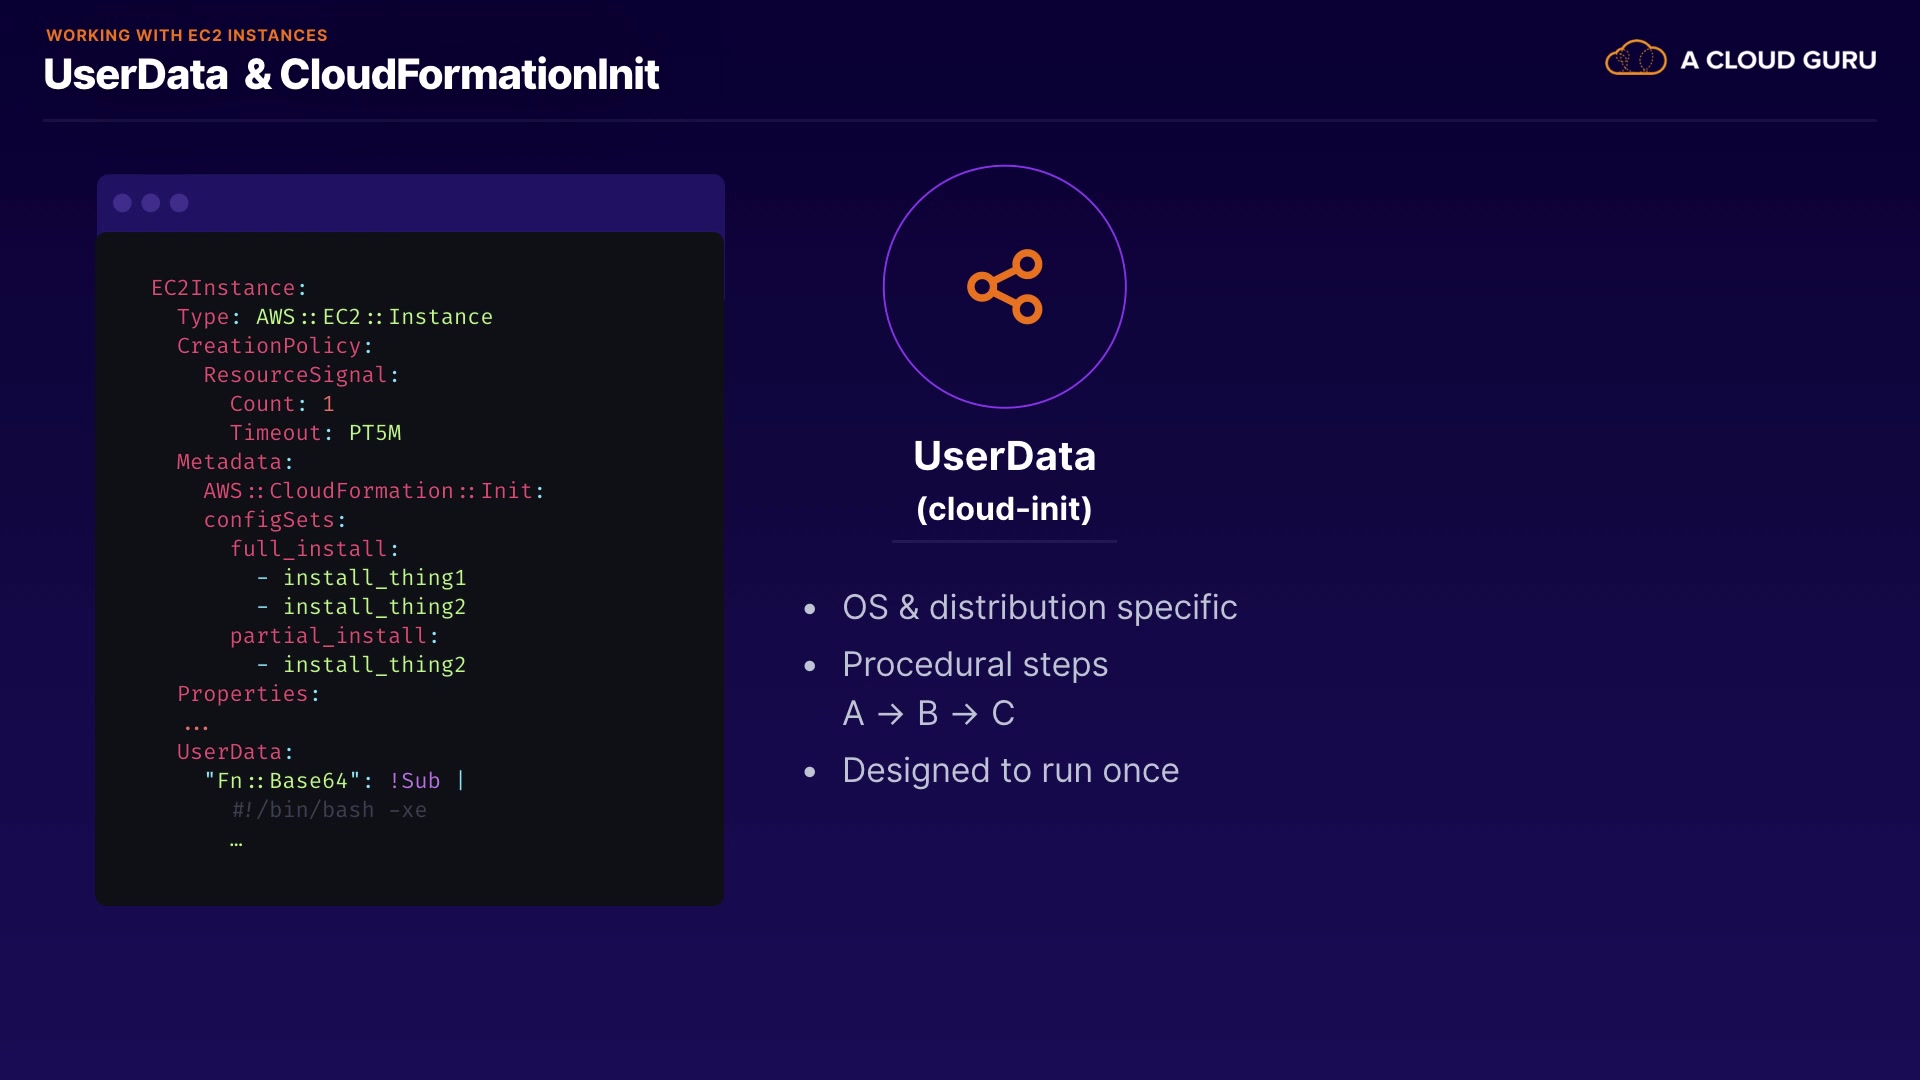 WORKING WITH EC2 INSTANCES
UserData & CloudFormationInit
A CLOUD GURU
EC2Instance:
  Type: AWS::EC2::Instance
  CreationPolicy:
    ResourceSignal:
      Count: 1
      Timeout: PT5M
  Metadata:
    AWS::CloudFormation::Init:
    configSets:
      full_install:
        - install_thing1
        - install_thing2
      partial_install:
        - install_thing2
  Properties:
  ...
  UserData:
    "Fn::Base64": !Sub |
      #!/bin/bash -xe
      …
UserData
(cloud-init)
• OS & distribution specific
• Procedural steps
A → B → C
• Designed to run once